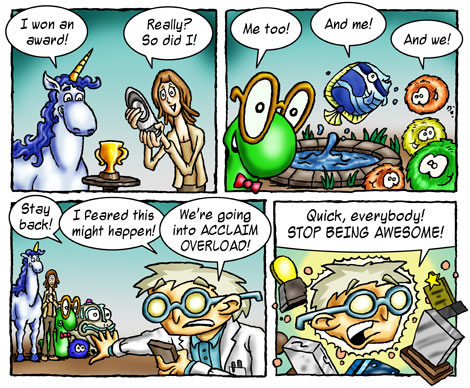 I won an
award!
Really?
So did I!
Me too!
And me!
And we!
Stay
back!
I Peared this
might happen!
We're going
into ACCLAIM
OVERLOAD!
Quick, everybody!
STOP BEING AWESOME!